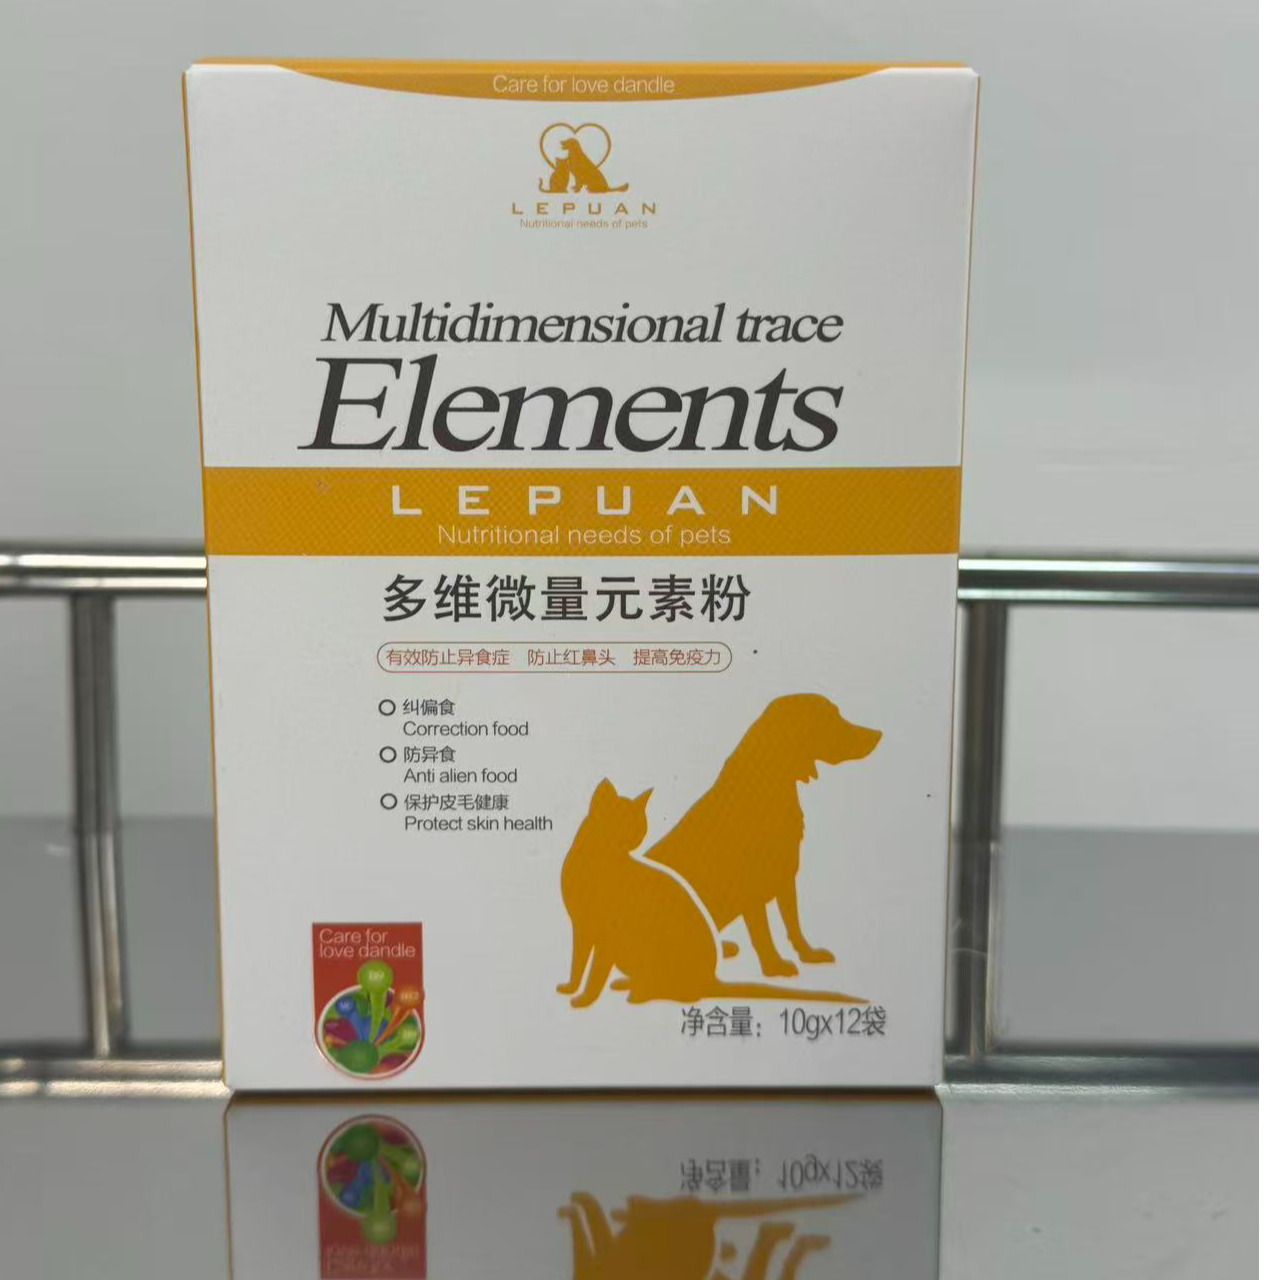 Care for love dandle
LEPUAN
Nutritional needs of pets
Multidimensional trace
Elements
LEPUAN
Nutritional needs of pets
多维微量元素粉
有效防止异食症 防止红鼻头 提高免疫力
纠偏食
Correction food
防异食
Anti alien food
保护皮毛健康
Protect skin health
Care for
love dandle
净含量：10gx12袋